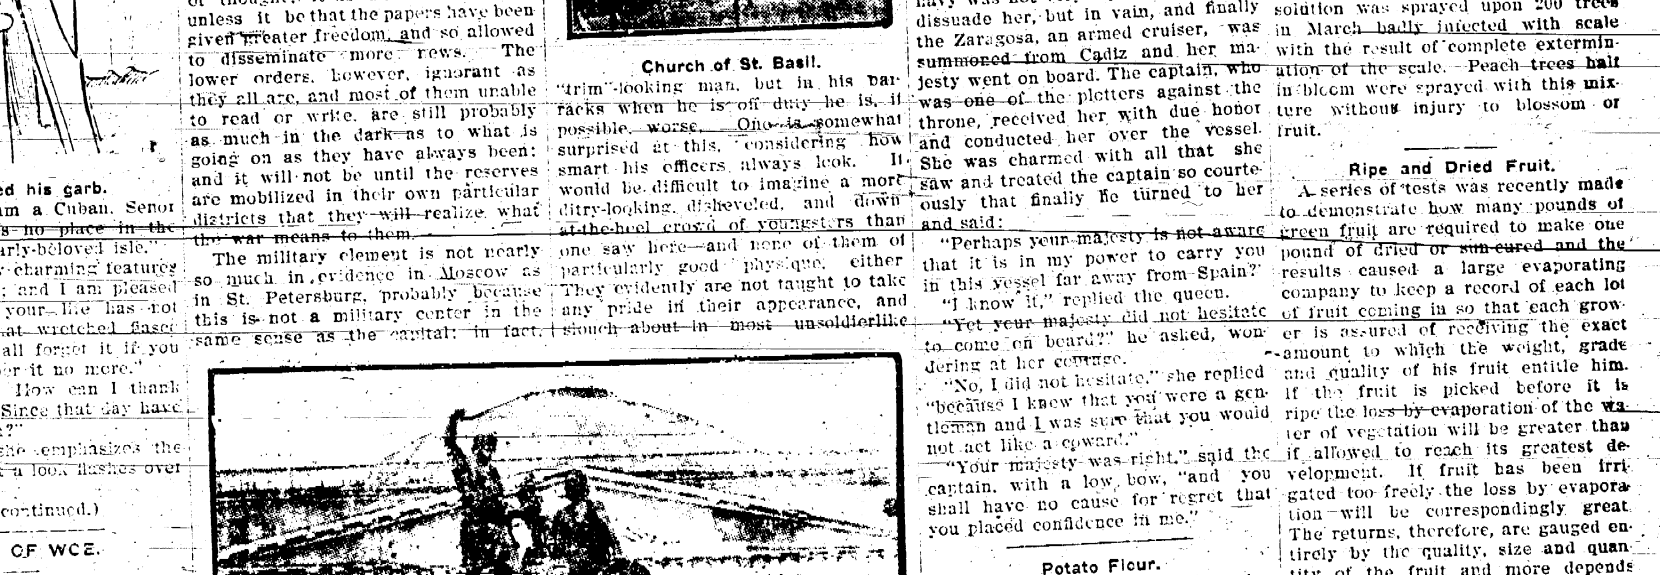 ed his garb.
am a Cuban. Senor
s no place in the
arly-beloved isle."
charming features
; and I am pleased
your life has not
at wretched
all forget it if you
or it no more."
How can I thank
Since that day have
?"
she emphasizes the
a look flashes over
continued.)
OF WCE.
unless it be that the papers have been
given greater freedom, and so allowed
to disseminate more news. The
lower orders, however, ignorant as
they all are, and most of them unable
to read or write, are still probably
as much in the dark as to what is
going on as they have always been;
and it will not be until the reserves
are mobilized in their own particular
districts that they will realize what
the war means to them.
The military element is not nearly
so much in evidence in Moscow as
in St. Petersburg, probably because
this is not a military center in the
same sense as the capital; in fact,
Church of St. Basil.
"trim"-looking man, but in his bar-
racks when he is off duty he is, if
possible, worse. One is somewhat
surprised at this, considering how
smart his officers always look. It
would be difficult to imagine a more
dirty-looking, disheveled, and down
at-the-heel crowd of youngsters than
one saw here—and none of them of
particularly good physique, either
They evidently are not taught to take
any pride in their appearance, and
slouch about in most unsoldierlike
dissuade her, but in vain, and finally
the Zaragosa, an armed cruiser, was
summoned from Cadiz and her ma-
jesty went on board. The captain, who
was one of the plotters against the
throne, received her with due honor
and conducted her over the vessel.
She was charmed with all that she
saw and treated the captain so courte-
ously that finally he turned to her
and said:
"Perhaps your majesty is not aware
that it is in my power to carry you
in this vessel far away from Spain?"
"I know it," replied the queen.
"Yet your majesty did not hesitate
to come on board?" he asked, won-
dering at her courage.
"No, I did not hesitate," she replied
"because I knew that you were a gen-
tleman and I was sure that you would
not act like a coward."
"Your majesty was right," said the
captain, with a low bow, "and you
shall have no cause for regret that
you placed confidence in me."
Potato Flour.
solution was sprayed upon 200 trees
in March badly infected with scale
with the result of complete extermin-
ation of the scale. Peach trees half
in bloom were sprayed with this mix-
ture without injury to blossom or
fruit.
Ripe and Dried Fruit.
A series of tests was recently made
to demonstrate how many pounds of
green fruit are required to make one
pound of dried or sun-cured and the
results caused a large evaporating
company to keep a record of each lot
of fruit coming in so that each grow-
er is assured of receiving the exact
amount to which the weight, grade
and quality of his fruit entitle him.
If the fruit is picked before it is
ripe the loss by evaporation of the wa-
ter of vegetation will be greater than
if allowed to reach its greatest de-
velopment. If fruit has been irri-
gated too freely the loss by evapora-
tion will be correspondingly great
The returns, therefore, are gauged en-
tirely by the quality, size and quan-
tity of the fruit and more depends